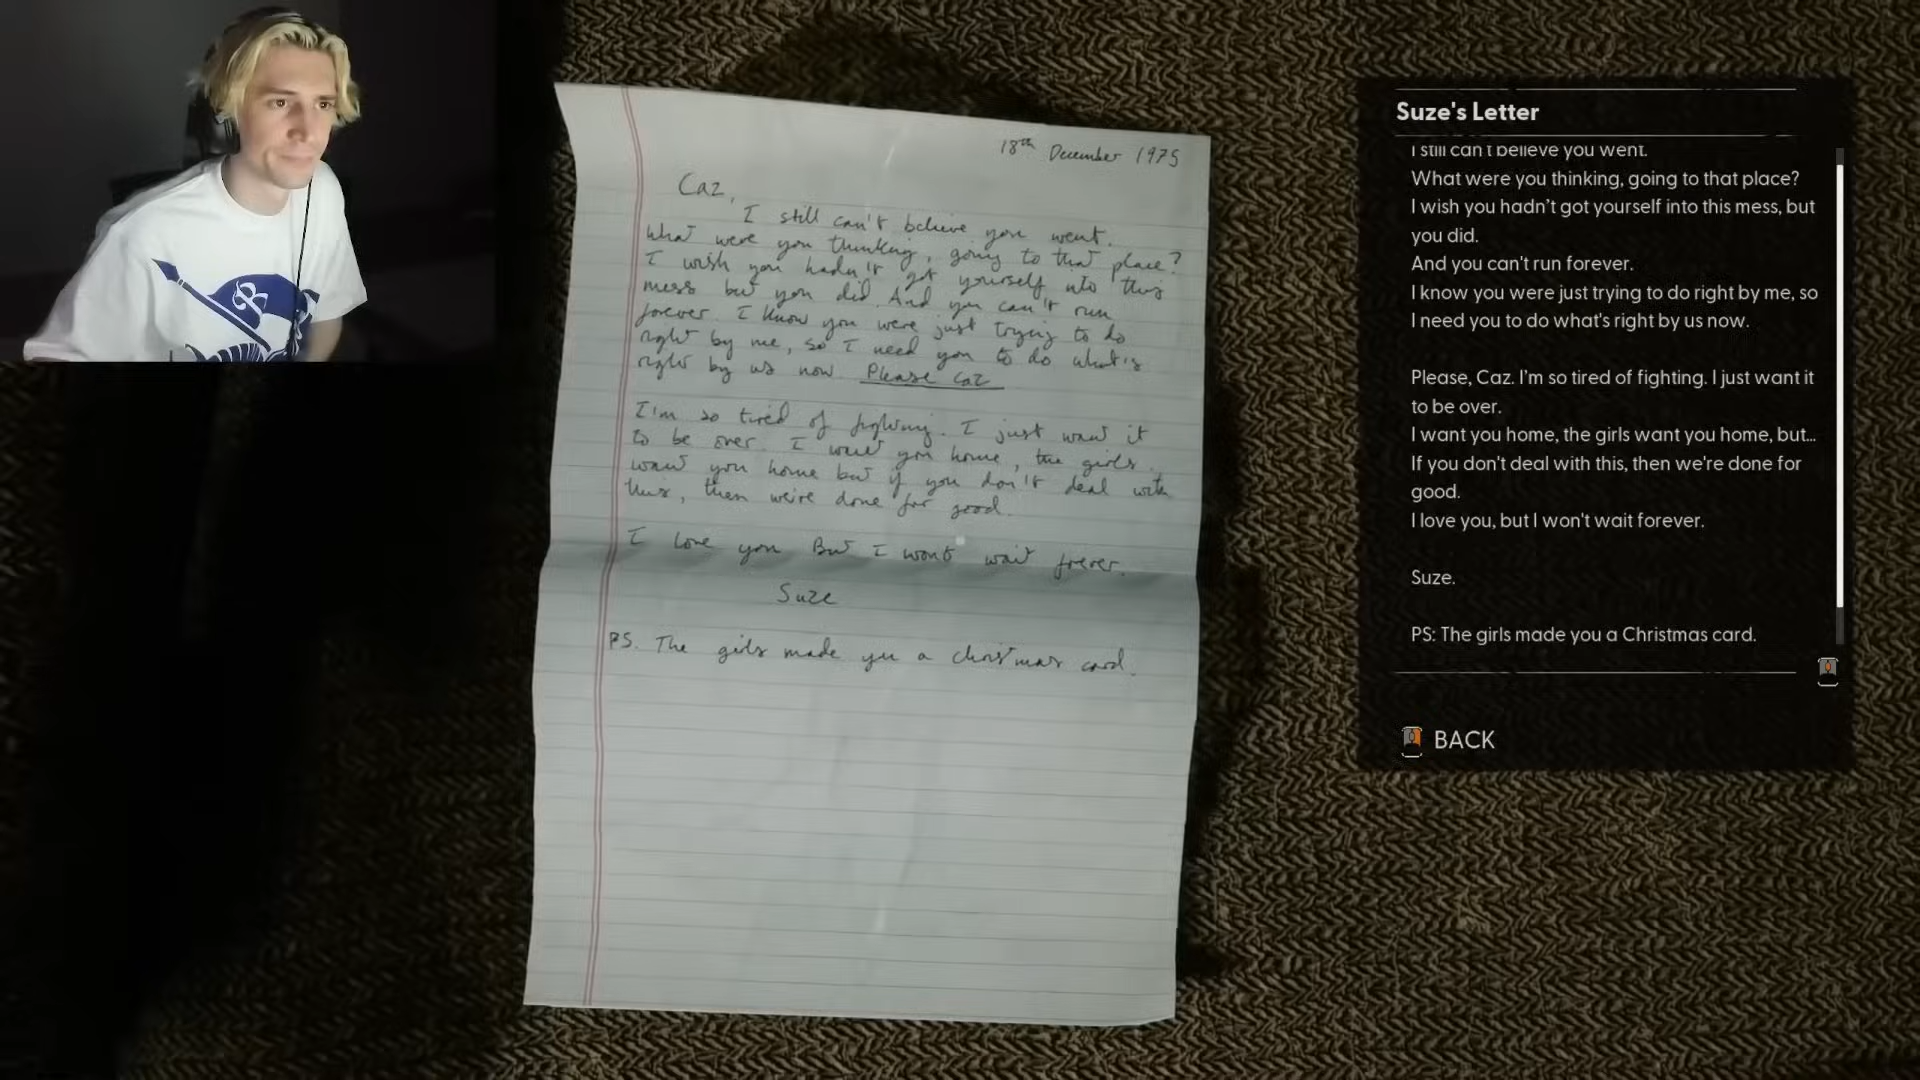 18th December 1975
Caz,
I still can't believe you went.
What were you thinking, going to that place?
I wish you hadn't got yourself into this
mess but you did. And you can't run
forever. I know you were just trying to do
right by me, so I need you to do what's
right by us now. Please Caz
I'm so tired of fighting. I just want it
to be over. I want you home, the girls
want you home but if you don't deal with
this, then we're done for good.
I love you But I wont wait forever.
Suze
PS. The girls made you a christmas card.
Suze's Letter
I still can't believe you went.
What were you thinking, going to that place?
I wish you hadn't got yourself into this mess, but
you did.
And you can't run forever.
I know you were just trying to do right by me, so
I need you to do what's right by us now.
Please, Caz. I'm so tired of fighting. I just want it
to be over.
I want you home, the girls want you home, but...
If you don't deal with this, then we're done for
good.
I love you, but I won't wait forever.
Suze.
PS: The girls made you a Christmas card.
BACK
B